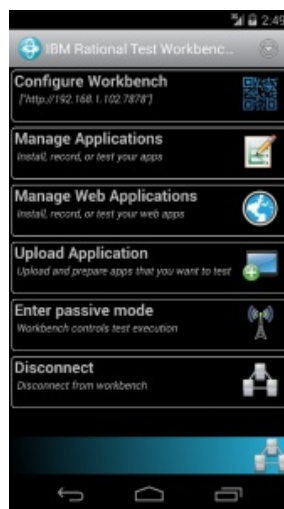 2:49
IBM Rational Test Workbenc...
Configure Workbench
["http://192.168.1.102:7878"]
Manage Applications
Install, record, or test your apps
Manage Web Applications
Install, record, or test your web apps
Upload Application
Upload and prepare apps that you want to test
Enter passive mode
Workbench controls test execution
Disconnect
Disconnect from workbench